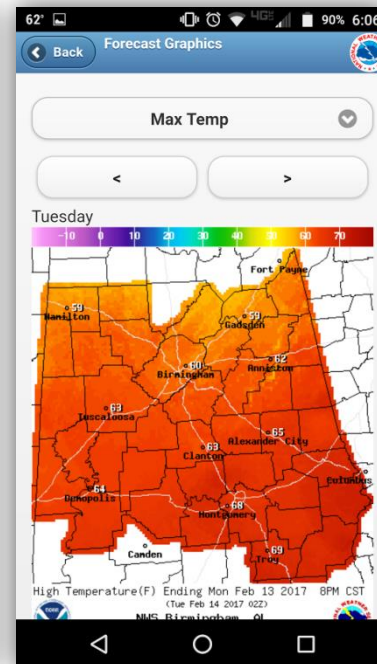 62° 4G 90% 6:06
Back Forecast Graphics
Max Temp
< >
Tuesday
-10 0 10 20 30 40 50 60 70
Fort Payne
59
Hamilton
59
Gadsden
60
Birmingham
62
Anniston
63
Tuscaloosa
65
Alexander City
63
Clanton
Columbus
64
Demopolis
68
Montgomery
Camden
69
Troy
High Temperature(F) Ending Mon Feb 13 2017 8PM CST
(Tue Feb 14 2017 02Z)
NWS Birmingham, AL